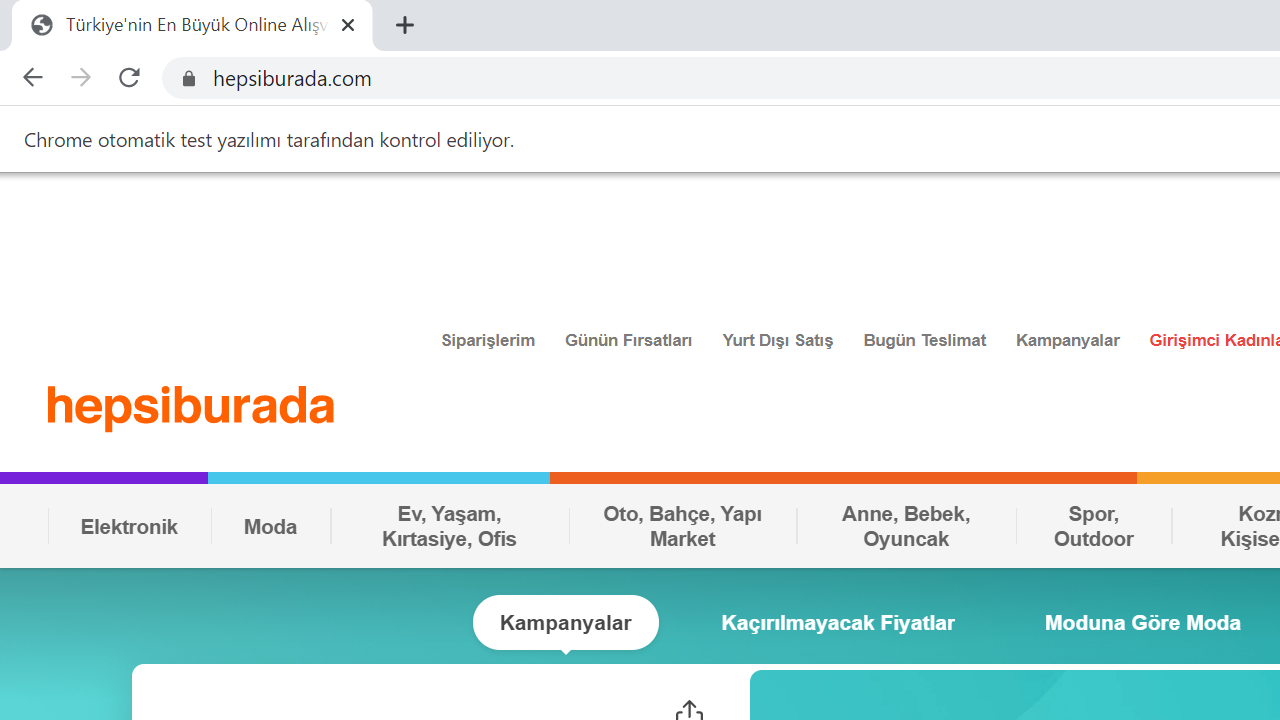 Türkiye'nin En Büyük Online Alışv
hepsiburada.com
Chrome otomatik test yazılımı tarafından kontrol ediliyor.
Siparişlerim Günün Fırsatları Yurt Dışı Satış Bugün Teslimat Kampanyalar Girişimci Kadınla
hepsiburada
Elektronik
Moda
Ev, Yaşam,
Kırtasiye, Ofis
Oto, Bahçe, Yapı
Market
Anne, Bebek,
Oyuncak
Spor,
Outdoor
Koz
Kişise
Kampanyalar Kaçırılmayacak Fiyatlar Moduna Göre Moda